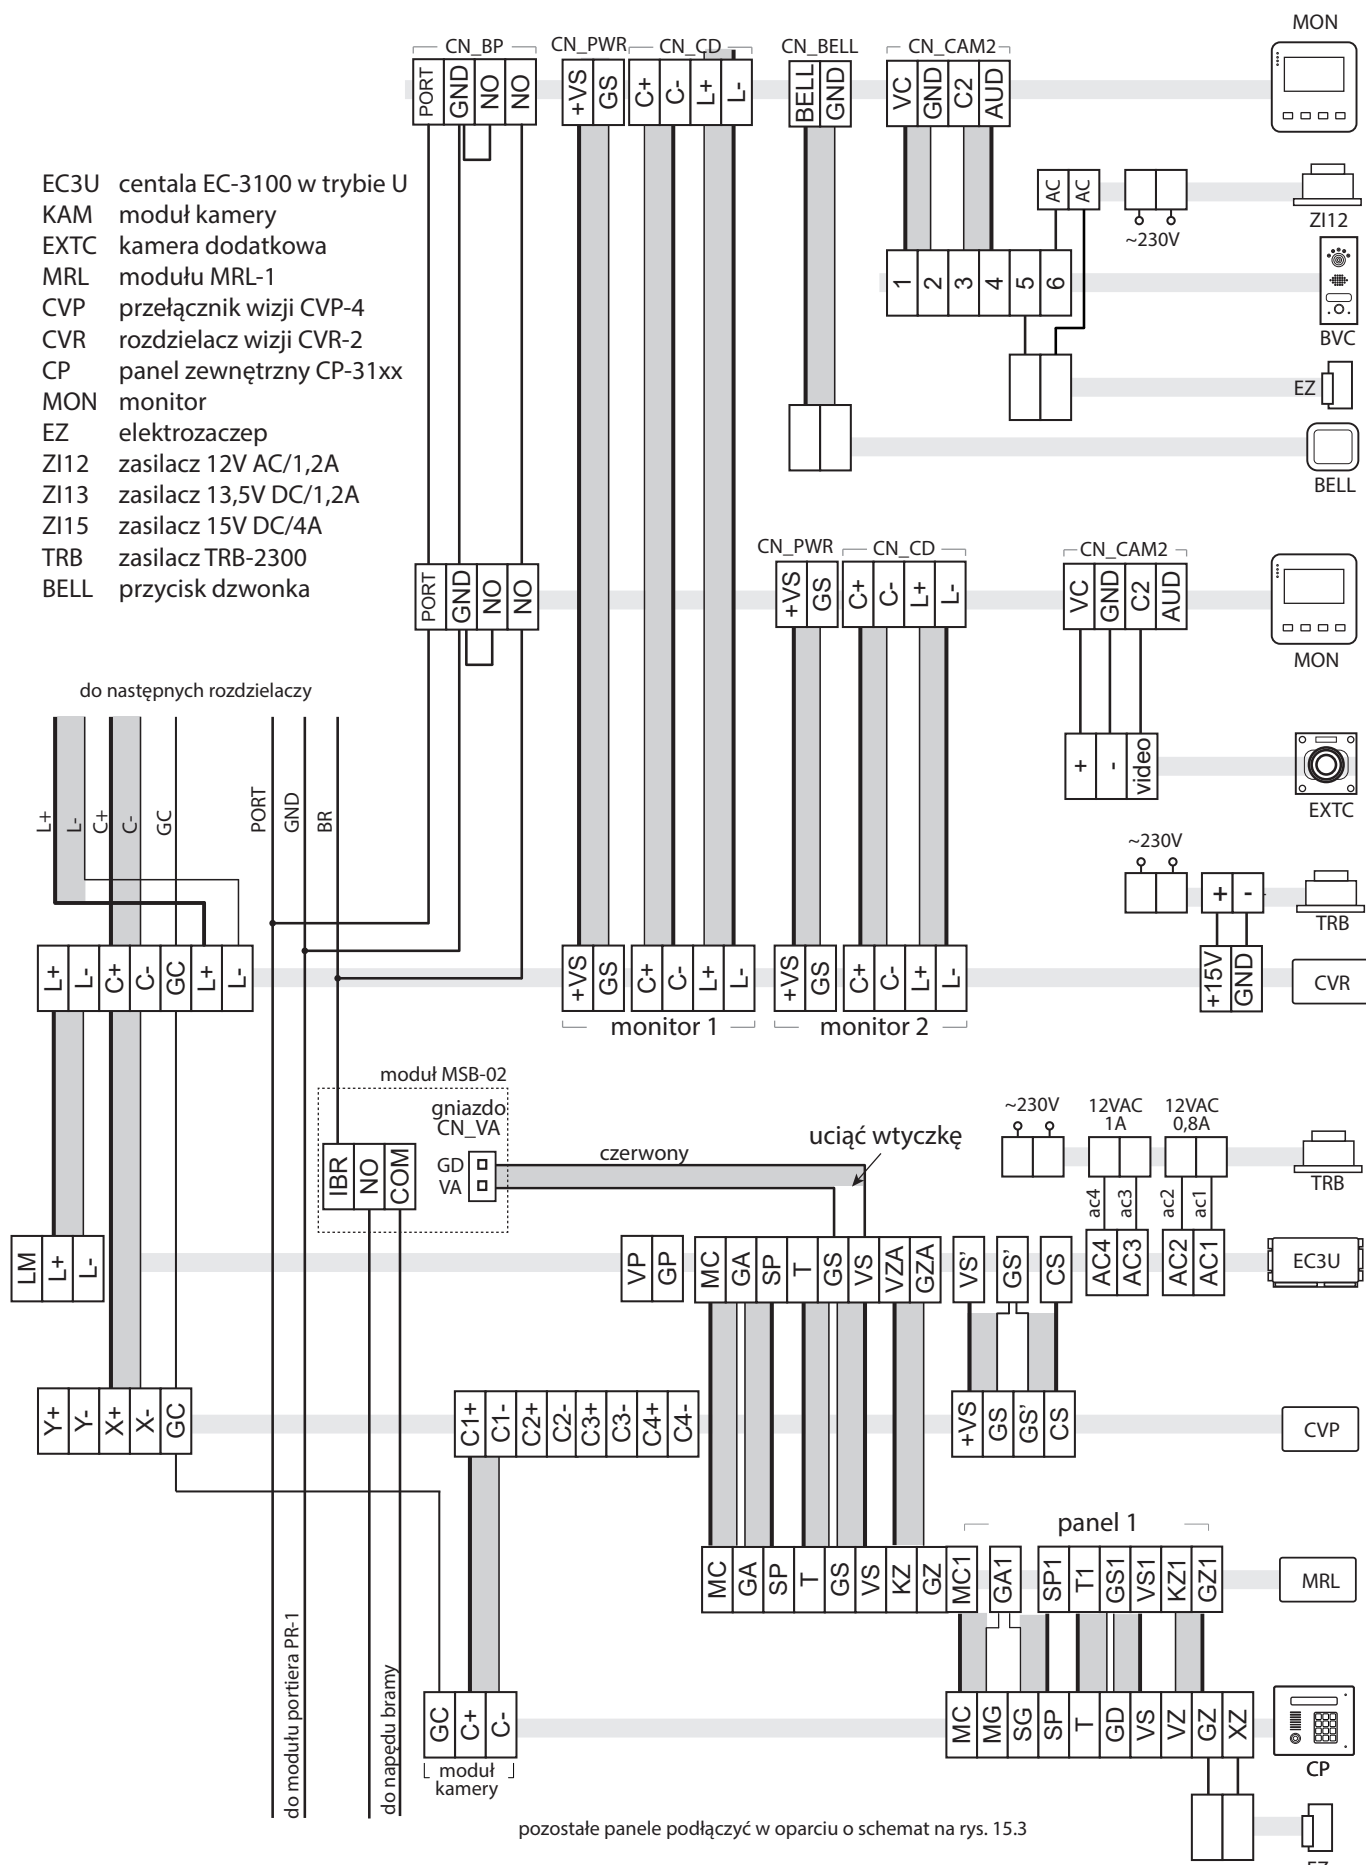 MON
CN_BP CN_PWR CN_CD CN_BELL CN_CAM2
PORT GND NO NO +VS GS C+ C- L+ L- BELL GND VC GND C2 AUD
EC3U centala EC-3100 w trybie U
KAM moduł kamery
EXTC kamera dodatkowa
MRL modułu MRL-1
CVP przełącznik wizji CVP-4
CVR rozdzielacz wizji CVR-2
CP panel zewnętrzny CP-31xx
MON monitor
EZ elektrozaczep
ZI12 zasilacz 12V AC/1,2A
ZI13 zasilacz 13,5V DC/1,2A
ZI15 zasilacz 15V DC/4A
TRB zasilacz TRB-2300
BELL przycisk dzwonka
AC AC
~230V
ZI12
1 2 3 4 5 6
BVC
EZ
BELL
CN_PWR CN_CD CN_CAM2
PORT GND NO NO +VS GS C+ C- L+ L- VC GND C2 AUD
MON
do następnych rozdzielaczy
+ - video
EXTC
L+ L- C+ C- GC PORT GND BR
~230V
+ -
TRB
L+ L- C+ C- GC L+ L- +VS GS C+ C- L+ L- +VS GS C+ C- L+ L- +15V GND CVR
monitor 1 monitor 2
moduł MSB-02
gniazdo
CN_VA
GD
VA
IBR NO COM
czerwony
uciąć wtyczkę
~230V 12VAC 12VAC
1A 0,8A
TRB
ac4 ac3 ac2 ac1
LM L+ L- VP GP MC GA SP T GS VS VZA GZA VS' GS' CS AC4 AC3 AC2 AC1 EC3U
Y+ Y- X+ X- GC C1+ C1- C2+ C2- C3+ C3- C4+ C4- +VS GS GS' CS CVP
panel 1
MC GA SP T GS VS KZ GZ MC1 GA1 SP1 T1 GS1 VS1 KZ1 GZ1 MRL
do modułu portiera PR-1
do napędu bramy
GC C+ C- MC MG SG SP T GD VS VZ GZ XZ
moduł
kamery
CP
pozostałe panele podłączyć w oparciu o schemat na rys. 15.3
EZ